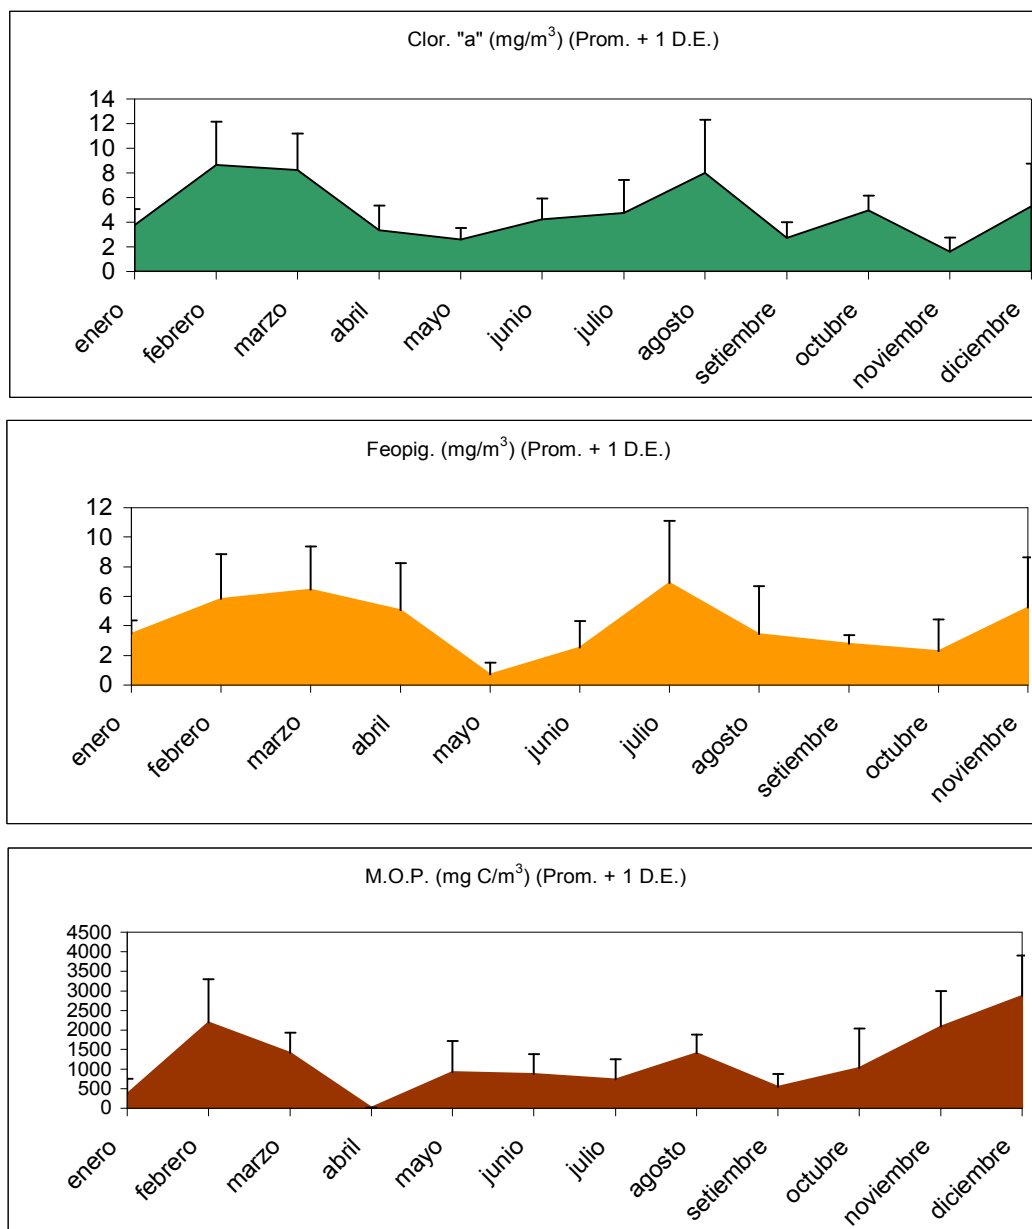 Clor. "a" (mg/m³) (Prom. + 1 D.E.)
14
12
10
8
6
4
2
0
enero
febrero
marzo
abril
mayo
junio
julio
agosto
setiembre
octubre
noviembre
diciembre
Feopig. (mg/m³) (Prom. + 1 D.E.)
12
10
8
6
4
2
0
enero
febrero
marzo
abril
mayo
junio
julio
agosto
setiembre
octubre
noviembre
M.O.P. (mg C/m³) (Prom. + 1 D.E.)
4500
4000
3500
3000
2500
2000
1500
1000
500
0
enero
febrero
marzo
abril
mayo
junio
julio
agosto
setiembre
octubre
noviembre
diciembre